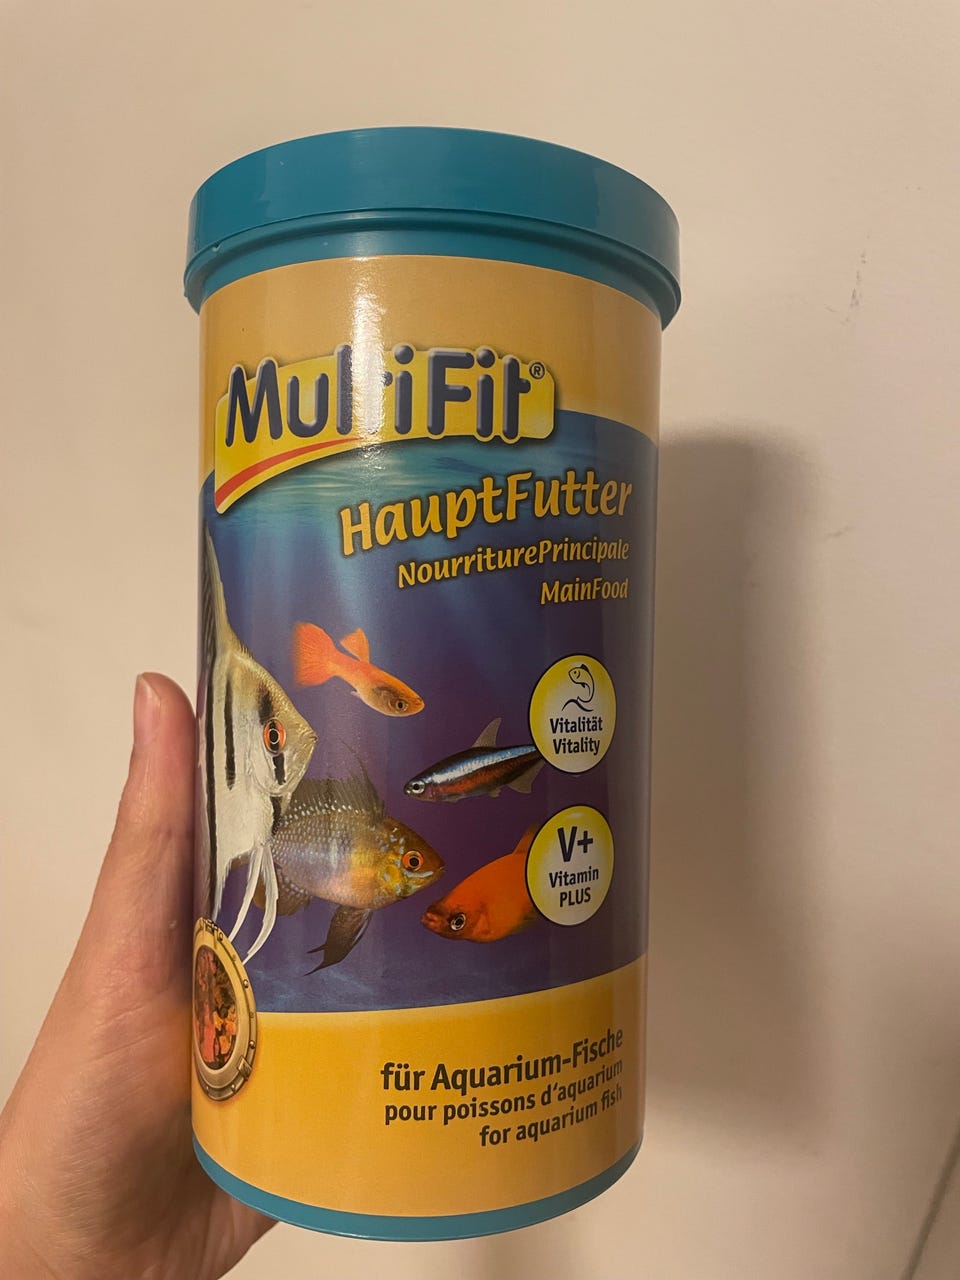 MultiFit®
HauptFutter
NourriturePrincipale
MainFood
Vitalität
Vitality
V+
Vitamin
PLUS
für Aquarium-Fische
pour poissons d'aquarium
for aquarium fish